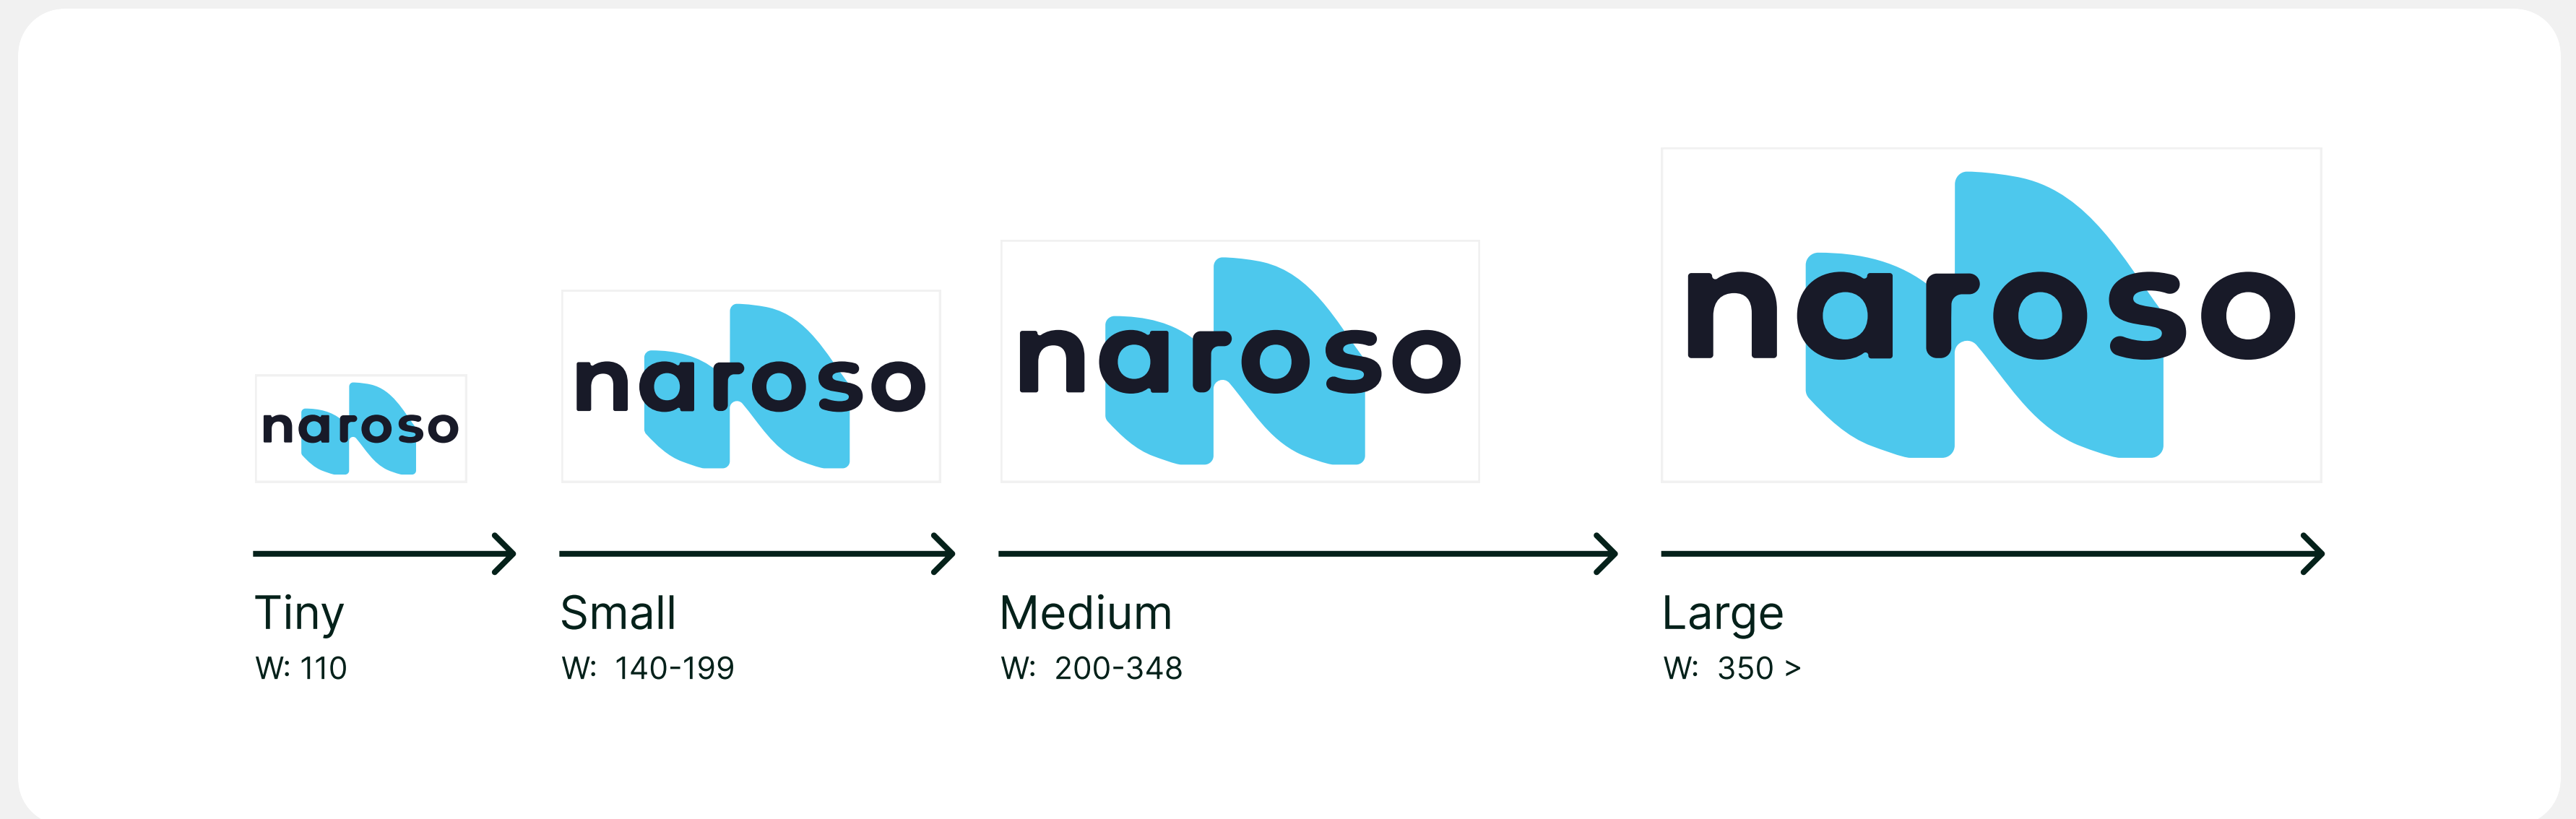 naroso
naroso
naroso
naroso
Tiny
W: 110
Small
W: 140-199
Medium
W: 200-348
Large
W: 350 >